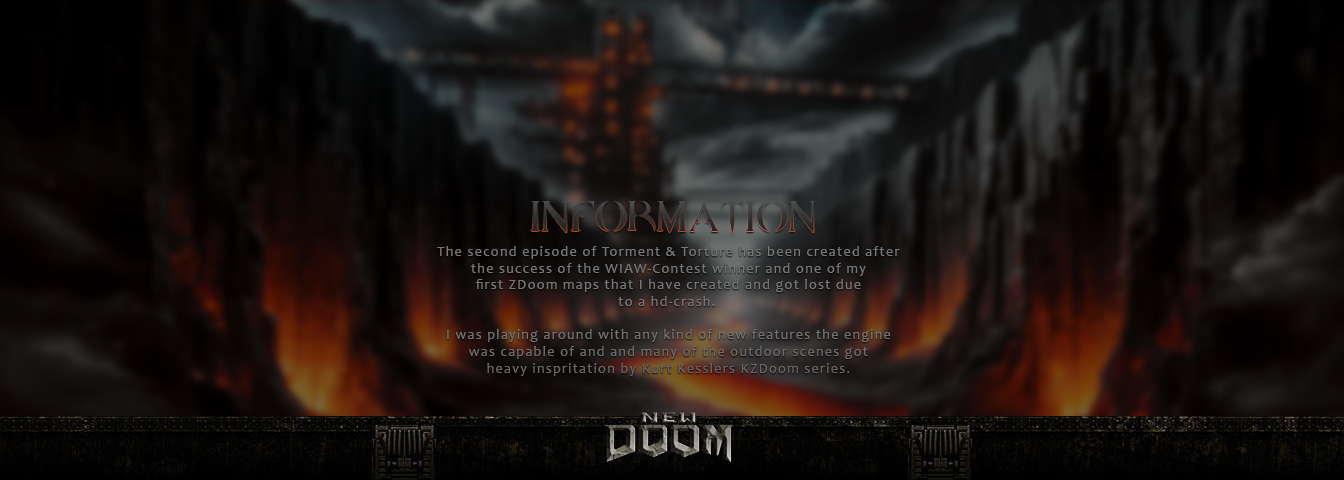 INFORMATION
The second episode of Torment & Torture has been created after
the success of the WIAW-Contest winner and one of my
first ZDoom maps that I have created and got lost due
to a hd-crash.
I was playing around with any kind of new features the engine
was capable of and and many of the outdoor scenes got
heavy inspritation by Kurt Kesslers KZDoom series.
NEW
DOOM